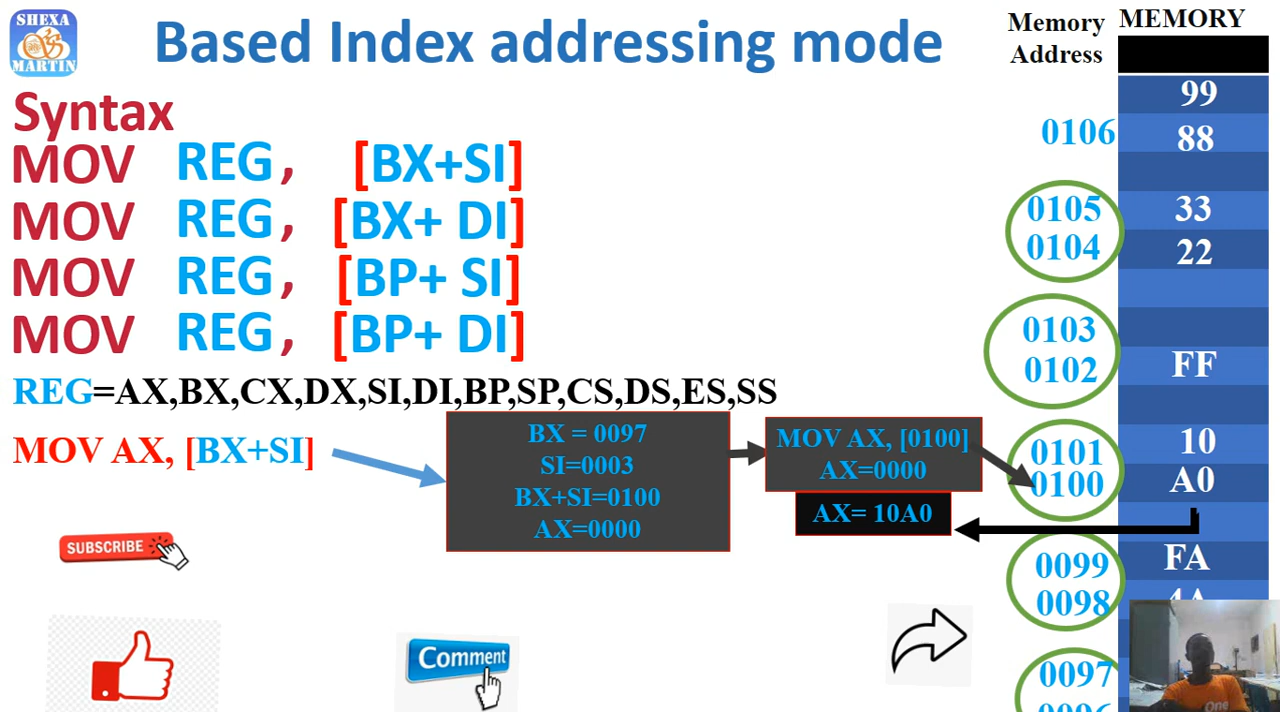 SHEXA
MARTIN
Based Index addressing mode
Memory
Address
MEMORY
Syntax
MOV REG, [BX+SI]
MOV REG, [BX+ DI]
MOV REG, [BP+ SI]
MOV REG, [BP+ DI]
REG=AX,BX,CX,DX,SI,DI,BP,SP,CS,DS,ES,SS
MOV AX, [BX+SI]
BX = 0097
SI=0003
BX+SI=0100
AX=0000
MOV AX, [0100]
AX=0000
AX= 10A0
99
0106 88
0105 33
0104 22
0103
0102 FF
0101 10
0100 A0
0099 FA
0098 4A
0097
0096
SUBSCRIBE
Comment
One